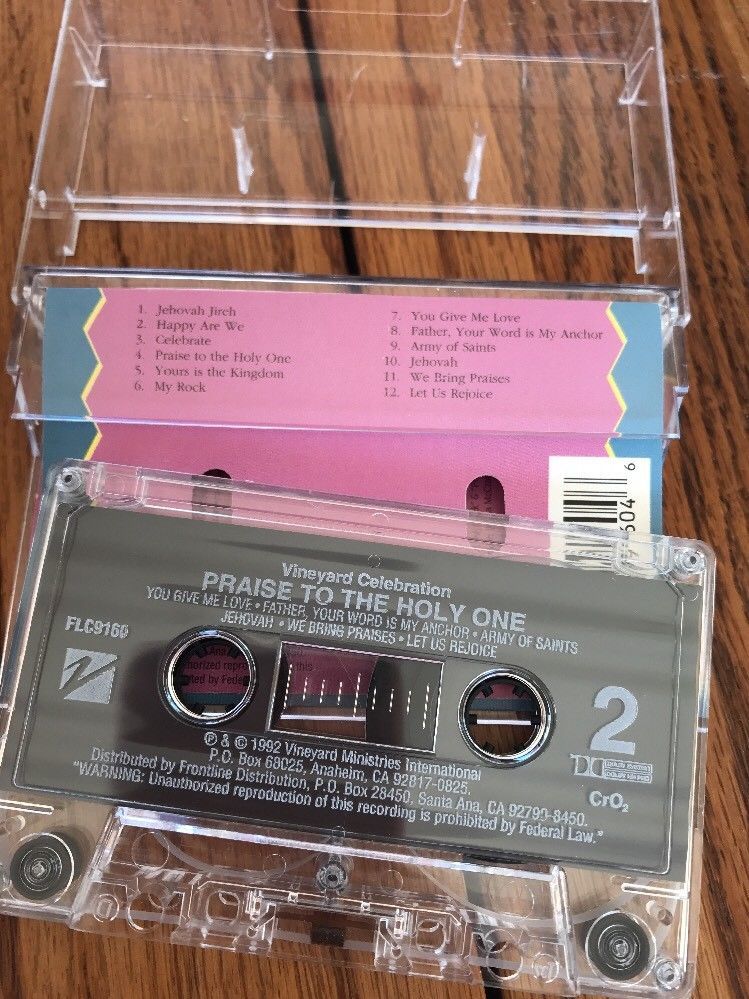 1. Jehovah Jireh
2. Happy Are We
3. Celebrate
4. Praise to the Holy One
5. Yours is the Kingdom
6. My Rock
7. You Give Me Love
8. Father, Your Word is My Anchor
9. Army of Saints
10. Jehovah
11. We Bring Praises
12. Let Us Rejoice
604 6
Vineyard Celebration
PRAISE TO THE HOLY ONE
YOU GIVE ME LOVE • FATHER, YOUR WORD IS MY ANCHOR • ARMY OF SAINTS
JEHOVAH • WE BRING PRAISES • LET US REJOICE
FLC9160
2
℗ & © 1992 Vineyard Ministries International
P.O. Box 68025, Anaheim, CA 92817-0825.
Distributed by Frontline Distribution, P.O. Box 28450, Santa Ana, CA 92799-8450.
"WARNING: Unauthorized reproduction of this recording is prohibited by Federal Law."
CrO2